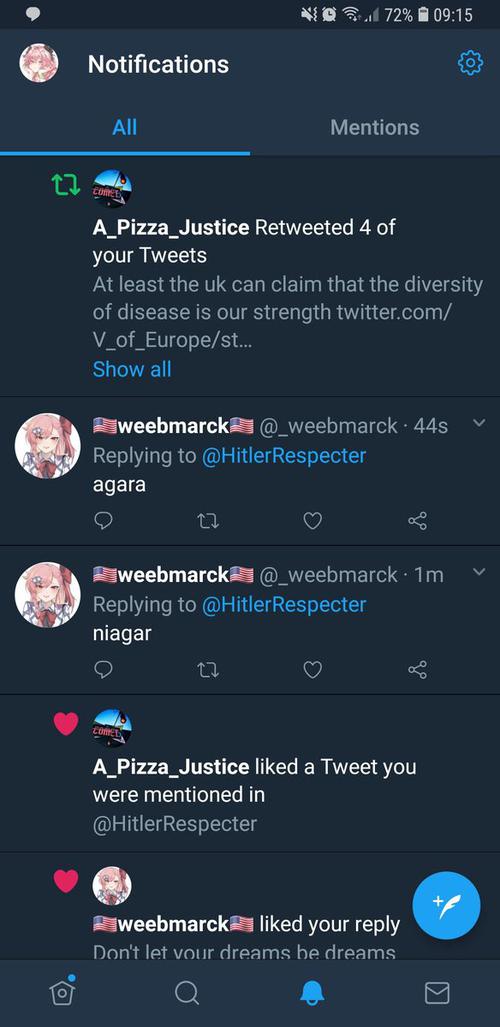 72% 09:15
Notifications
All Mentions
A_Pizza_Justice Retweeted 4 of
your Tweets
At least the uk can claim that the diversity
of disease is our strength twitter.com/
V_of_Europe/st...
Show all
🇺🇸weebmarck🇺🇸 @_weebmarck · 44s
Replying to @HitlerRespecter
agara
🇺🇸weebmarck🇺🇸 @_weebmarck · 1m
Replying to @HitlerRespecter
niagar
A_Pizza_Justice liked a Tweet you
were mentioned in
@HitlerRespecter
🇺🇸weebmarck🇺🇸 liked your reply
Don't let your dreams be dreams